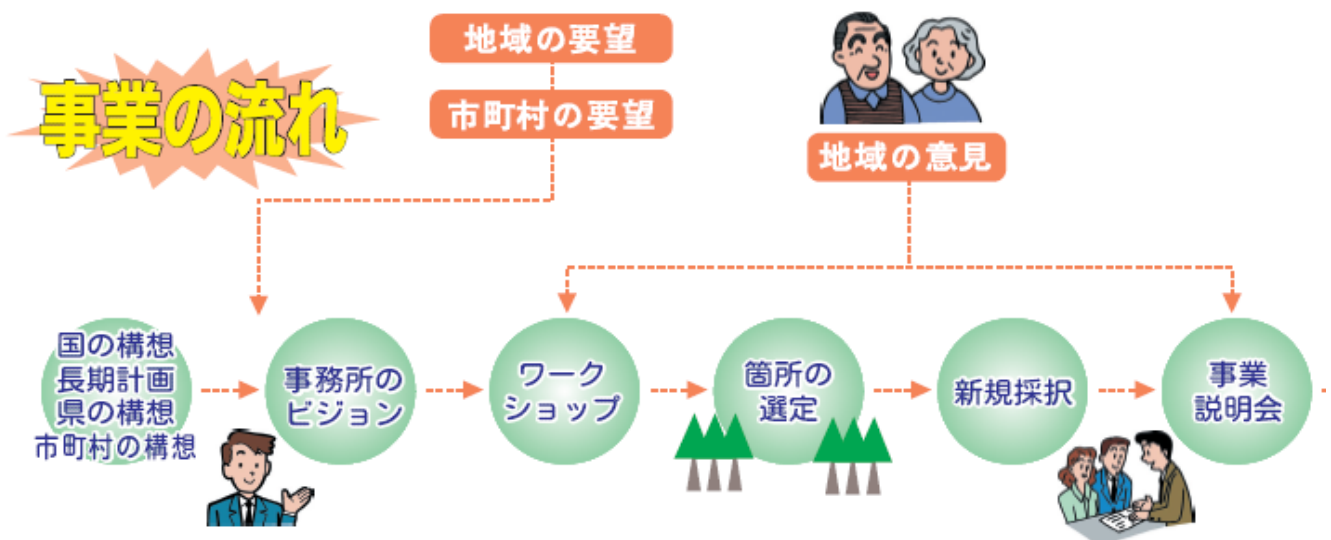 事業の流れ
地域の要望
市町村の要望
地域の意見
国の構想
長期計画
県の構想
市町村の構想
事務所の
ビジョン
ワーク
ショップ
箇所の
選定
新規採択
事業
説明会